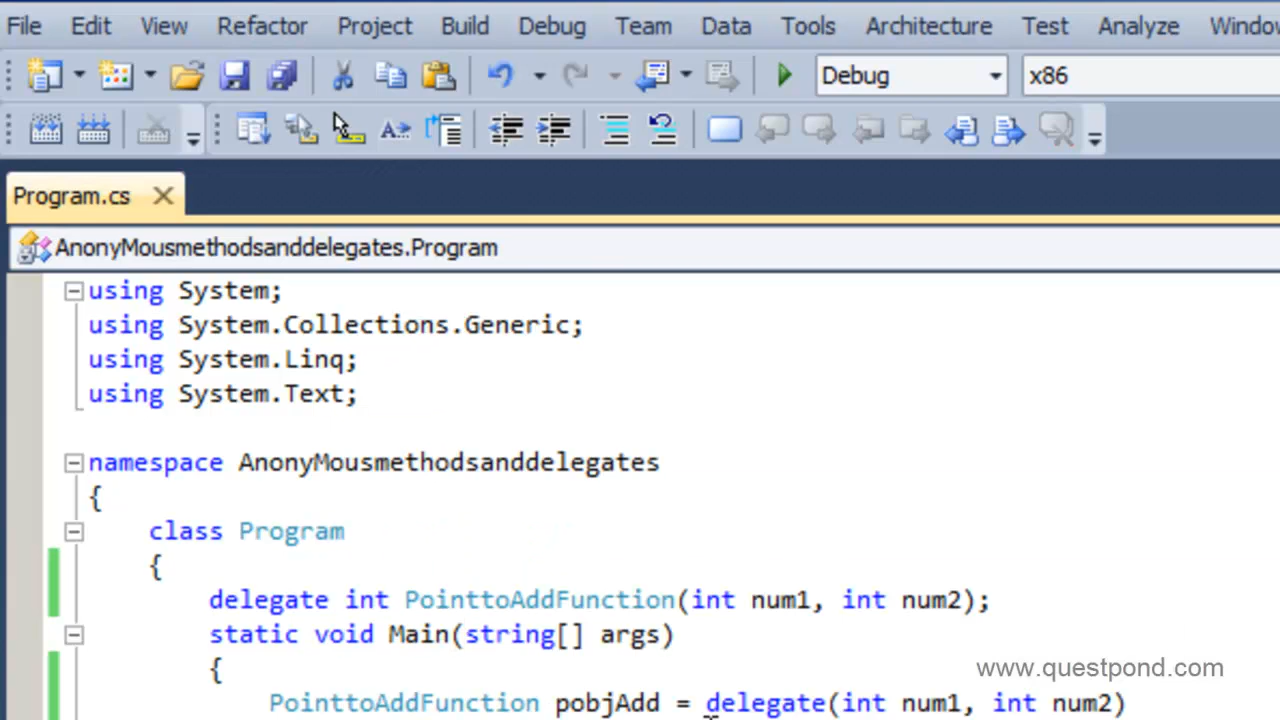 File Edit View Refactor Project Build Debug Team Data Tools Architecture Test Analyze
Debug x86
Program.cs
AnonyMousmethodsanddelegates.Program
using System;
using System.Collections.Generic;
using System.Linq;
using System.Text;
namespace AnonyMousmethodsanddelegates
{
class Program
{
delegate int PointtoAddFunction(int num1, int num2);
static void Main(string[] args)
{
www.questpond.com
PointtoAddFunction pobjAdd = delegate(int num1, int num2)